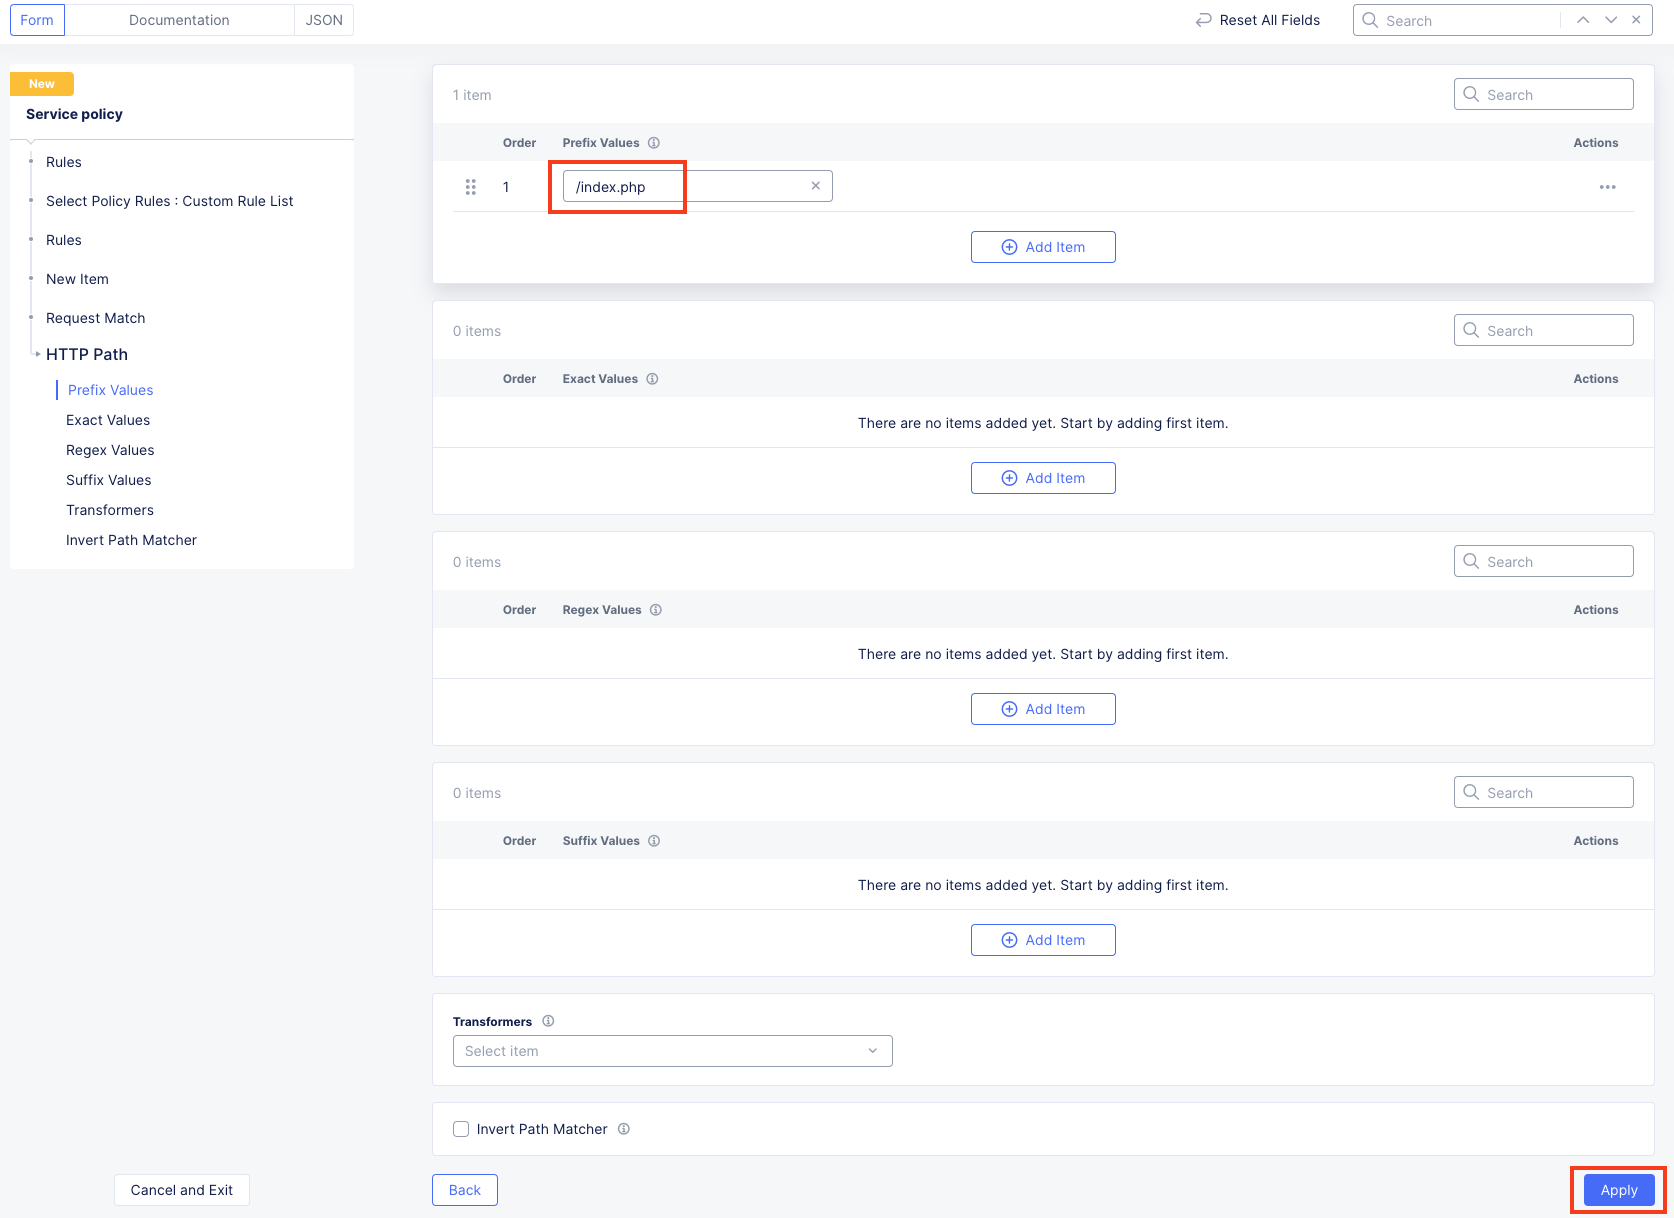 Form
Documentation
JSON
Reset All Fields
Search
New
Service policy
Rules
Select Policy Rules : Custom Rule List
Rules
New Item
Request Match
HTTP Path
Prefix Values
Exact Values
Regex Values
Suffix Values
Transformers
Invert Path Matcher
1 item
Search
Order Prefix Values Actions
1 /index.php
Add Item
0 items
Search
Order Exact Values Actions
There are no items added yet. Start by adding first item.
Add Item
0 items
Search
Order Regex Values Actions
There are no items added yet. Start by adding first item.
Add Item
0 items
Search
Order Suffix Values Actions
There are no items added yet. Start by adding first item.
Add Item
Transformers
Select item
Invert Path Matcher
Cancel and Exit
Back
Apply